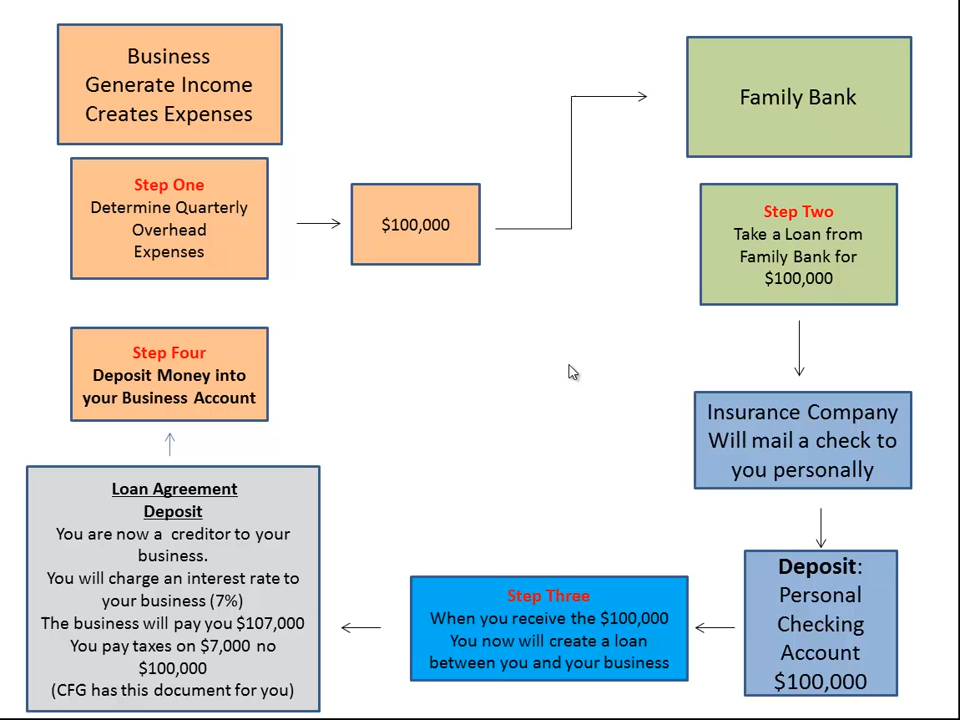 Business
Generate Income
Creates Expenses
Family Bank
Step One
Determine Quarterly
Overhead
Expenses
$100,000
Step Two
Take a Loan from
Family Bank for
$100,000
Step Four
Deposit Money into
your Business Account
Insurance Company
Will mail a check to
you personally
Loan Agreement
Deposit
You are now a creditor to your
business.
You will charge an interest rate to
your business (7%)
The business will pay you $107,000
You pay taxes on $7,000 no
$100,000
(CFG has this document for you)
Step Three
When you receive the $100,000
You now will create a loan
between you and your business
Deposit:
Personal
Checking
Account
$100,000